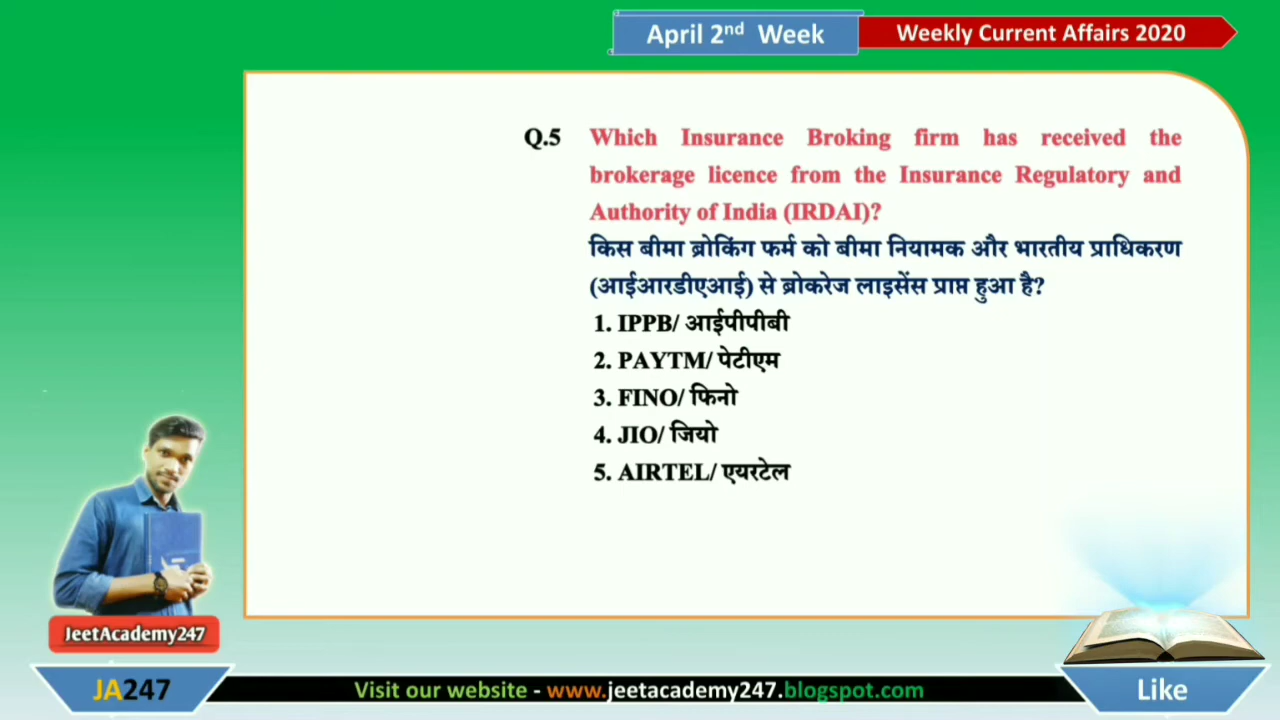 April 2nd Week
Weekly Current Affairs 2020
Q.5 Which Insurance Broking firm has received the
brokerage licence from the Insurance Regulatory and
Authority of India (IRDAI)?
किस बीमा ब्रोकिंग फर्म को बीमा नियामक और भारतीय प्राधिकरण
(आईआरडीएआई) से ब्रोकरेज लाइसेंस प्राप्त हुआ है?
1. IPPB/ आईपीपीबी
2. PAYTM/ पेटीएम
3. FINO/ फिनो
4. JIO/ जियो
5. AIRTEL/ एयरटेल
JeetAcademy247
JA247
Visit our website - www.jeetacademy247.blogspot.com
Like